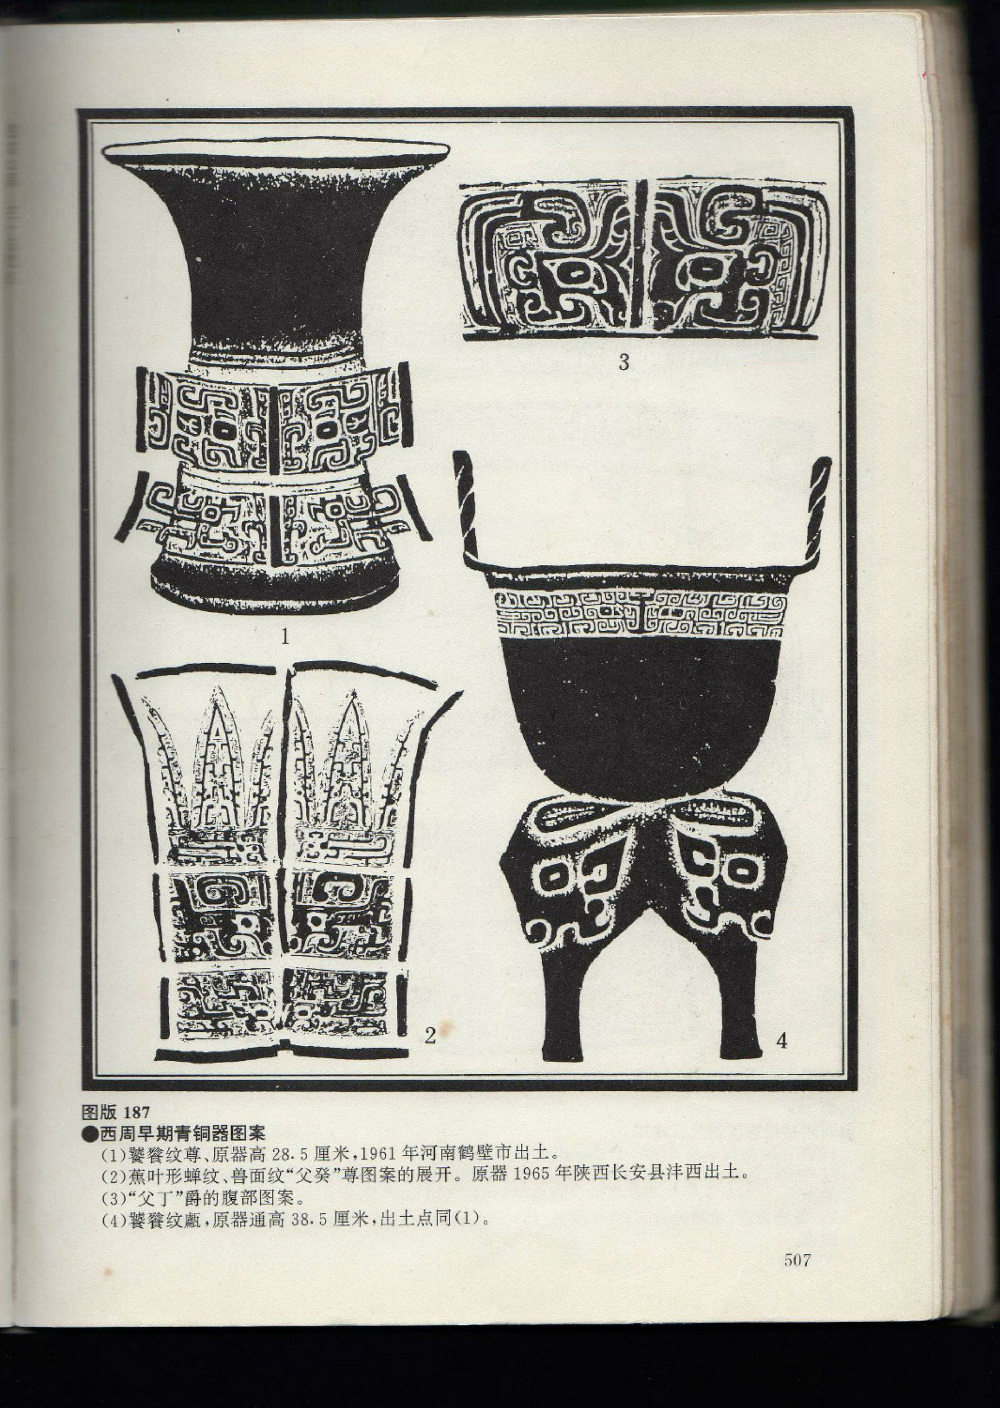 1
3
2
4
图版 187
●西周早期青铜器图案
(1)饕餮纹尊、原器高 28.5 厘米,1961 年河南鹤壁市出土。
(2)蕉叶形蝉纹、兽面纹“父癸”尊图案的展开。原器 1965 年陕西长安县沣西出土。
(3)“父丁”爵的腹部图案。
(4)饕餮纹甗,原器通高 38.5 厘米,出土点同(1)。
507